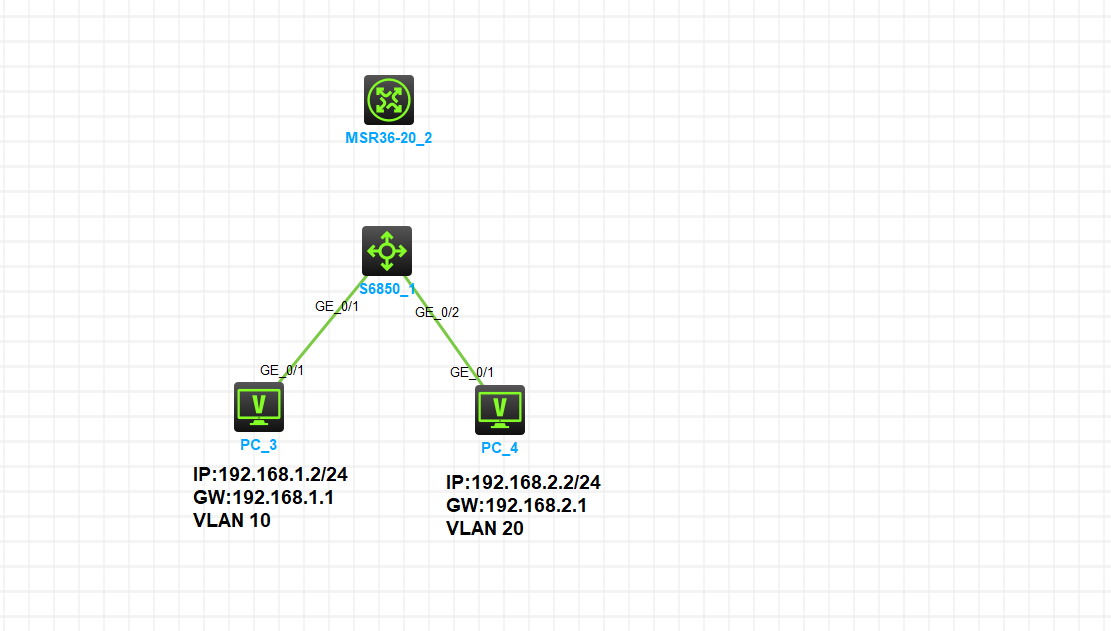 MSR36-20_2
S6850_1
GE_0/1
GE_0/2
GE_0/1
GE_0/1
V
V
PC_3
PC_4
IP:192.168.1.2/24
GW:192.168.1.1
VLAN 10
IP:192.168.2.2/24
GW:192.168.2.1
VLAN 20